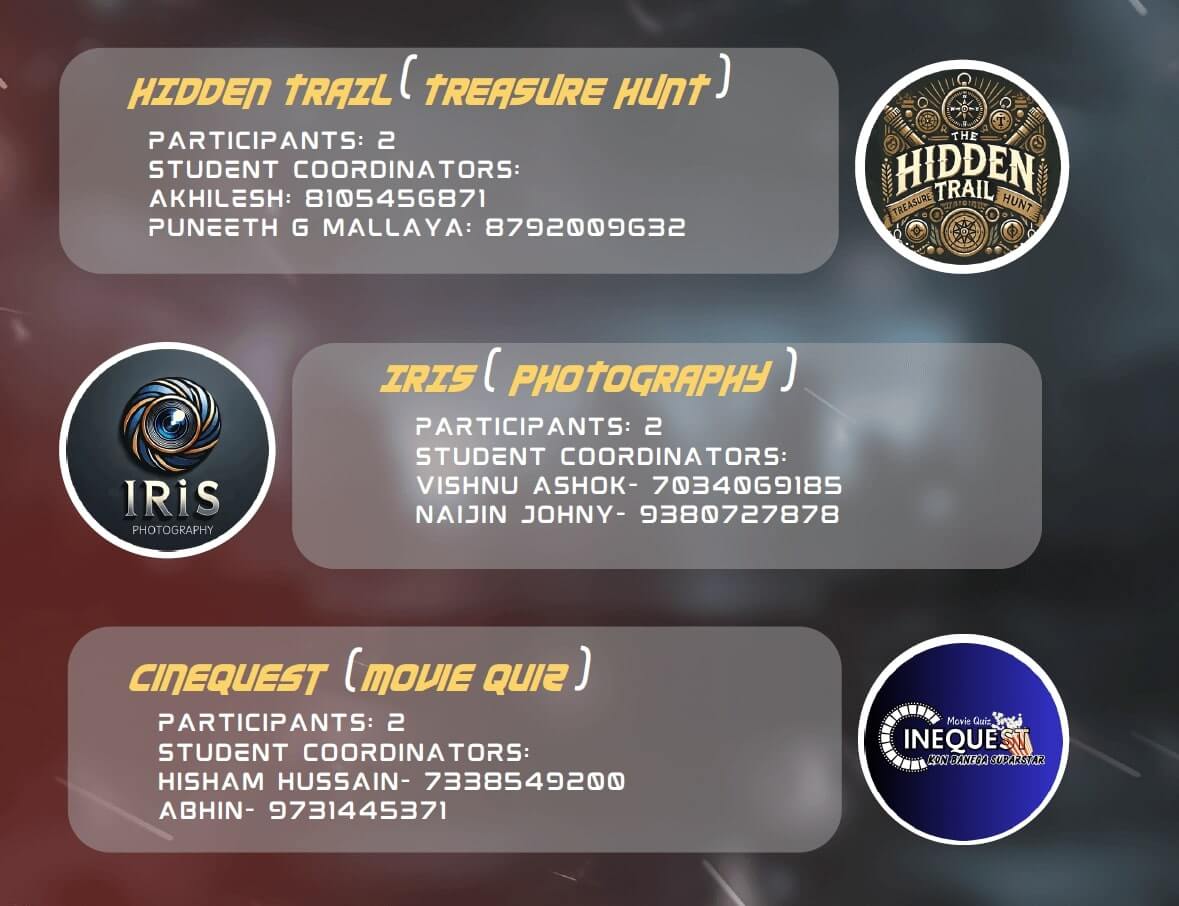 HIDDEN TRAIL ( TREASURE HUNT )
PARTICIPANTS: 2
STUDENT COORDINATORS:
AKHILESH: 8105456871
PUNEETH G MALLAYA: 8792009632
THE
HIDDEN
TRAIL
TREASURE HUNT
IRIS ( PHOTOGRAPHY )
PARTICIPANTS: 2
STUDENT COORDINATORS:
VISHNU ASHOK- 7034069185
NAIJIN JOHNY- 9380727878
IRiS
PHOTOGRAPHY
CINEQUEST (MOVIE QUIZ)
PARTICIPANTS: 2
STUDENT COORDINATORS:
HISHAM HUSSAIN- 7338549200
ABHIN- 9731445371
Movie Quiz
CINEQUEST
KON BANEGA SUPARSTAR